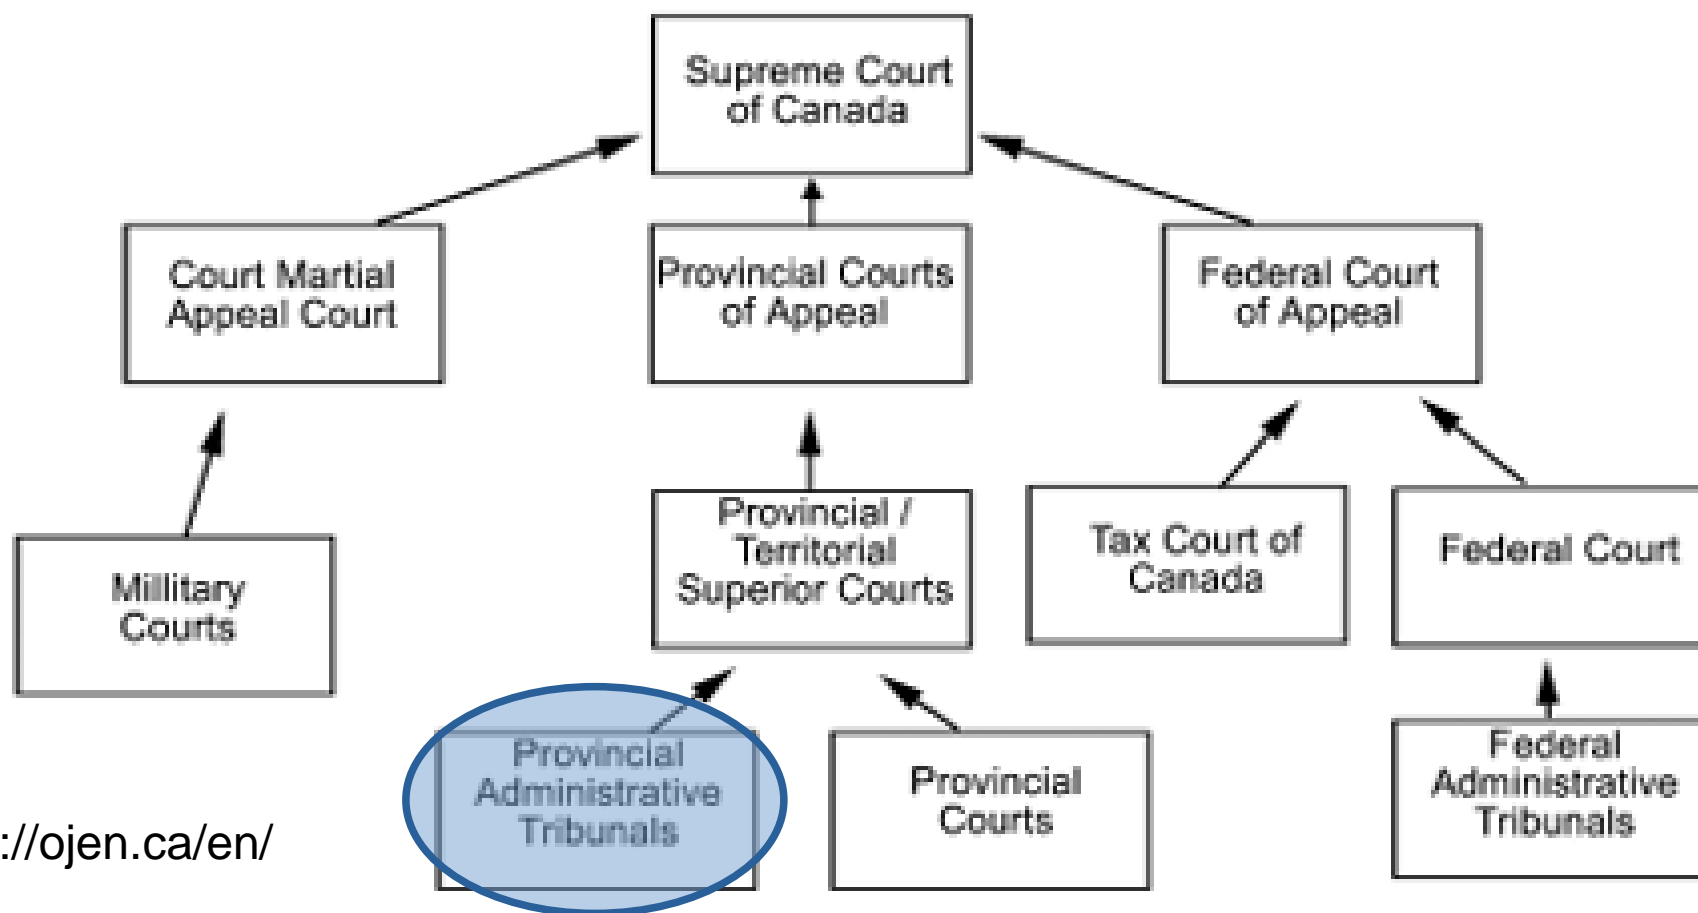 Supreme Court
of Canada
Court Martial
Appeal Court
Provincial Courts
of Appeal
Federal Court
of Appeal
Millitary
Courts
Provincial /
Territorial
Superior Courts
Tax Court of
Canada
Federal Court
Provincial
Administrative
Tribunals
Provincial
Courts
Federal
Administrative
Tribunals
://ojen.ca/en/